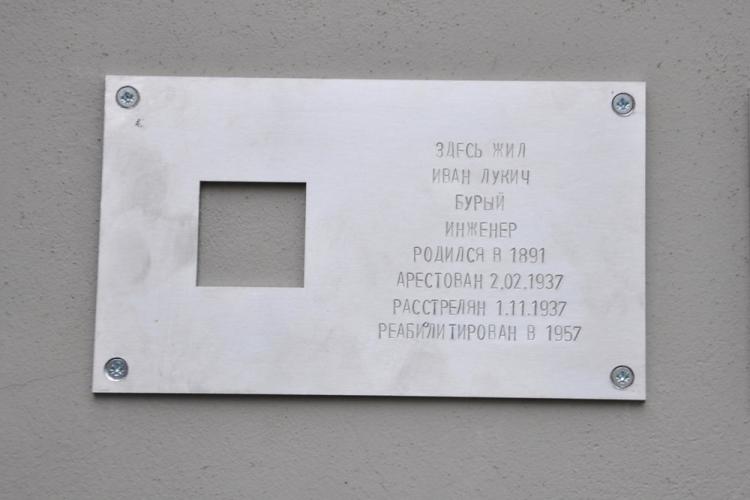 ЗДЕСЬ ЖИЛ
ИВАН ЛУКИЧ
БУРЫЙ
ИНЖЕНЕР
РОДИЛСЯ В 1891
АРЕСТОВАН 2.02.1937
РАССТРЕЛЯН 1.11.1937
РЕАБИЛИТИРОВАН В 1957